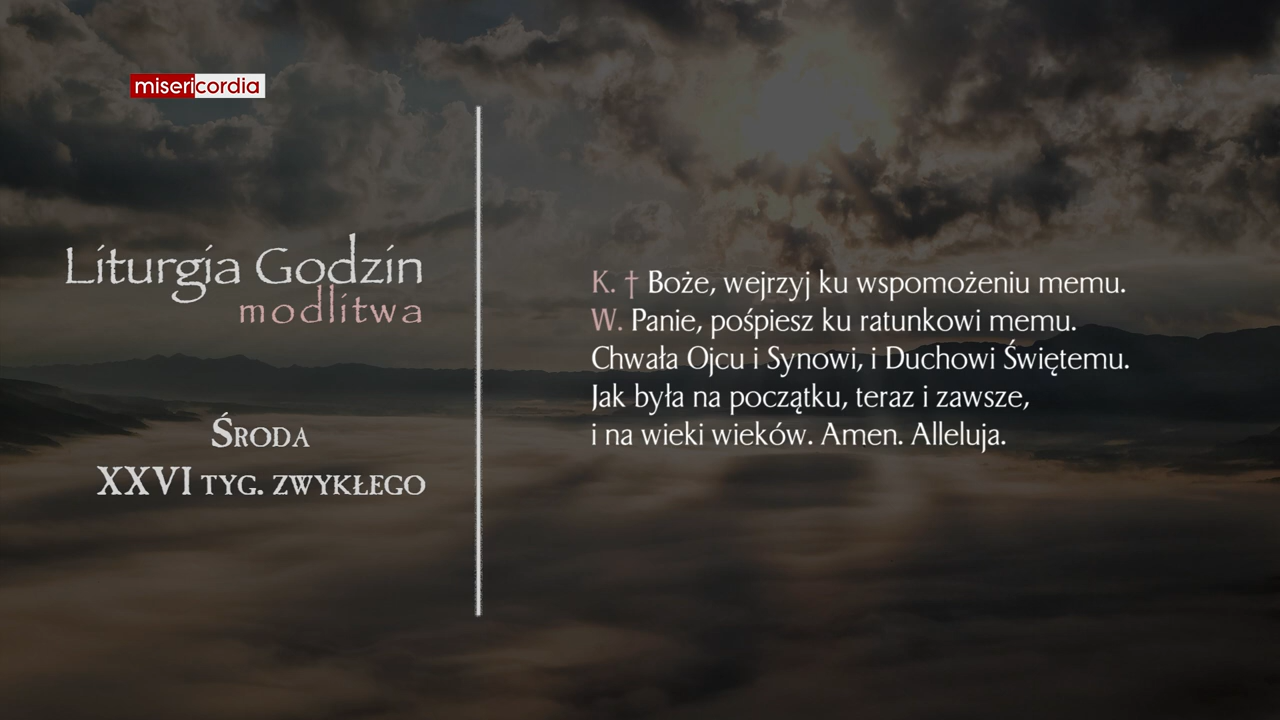 misericordia
Liturgia Godzin
modlitwa
Środa
XXVI tyg. zwykłego
K. † Boże, wejrzyj ku wspomożeniu memu.
W. Panie, pośpiesz ku ratunkowi memu.
Chwała Ojcu i Synowi, i Duchowi Świętemu.
Jak była na początku, teraz i zawsze,
i na wieki wieków. Amen. Alleluja.